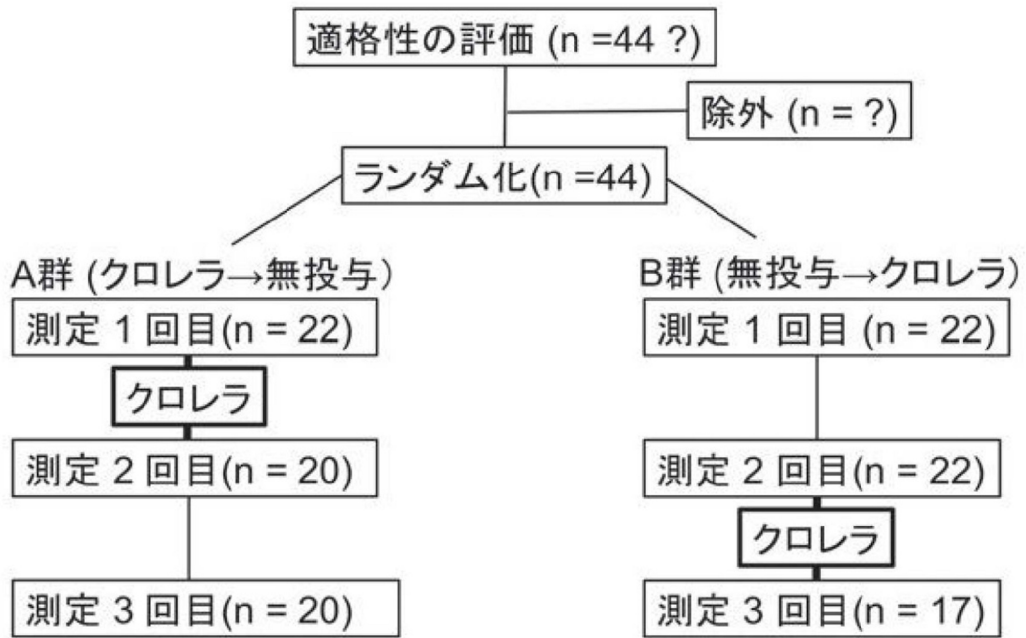 適格性の評価 (n =44 ?)
除外 (n = ?)
ランダム化(n =44)
A群 (クロレラ→無投与)
B群 (無投与→クロレラ)
測定 1 回目(n = 22)
測定 1 回目 (n = 22)
クロレラ
測定 2 回目(n = 20)
測定 2 回目(n = 22)
クロレラ
測定 3 回目(n = 20)
測定 3 回目(n = 17)